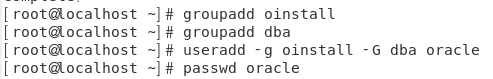 [root@localhost ~]# groupadd oinstall
[root@localhost ~]# groupadd dba
[root@localhost ~]# useradd -g oinstall -G dba oracle
[root@localhost ~]# passwd oracle